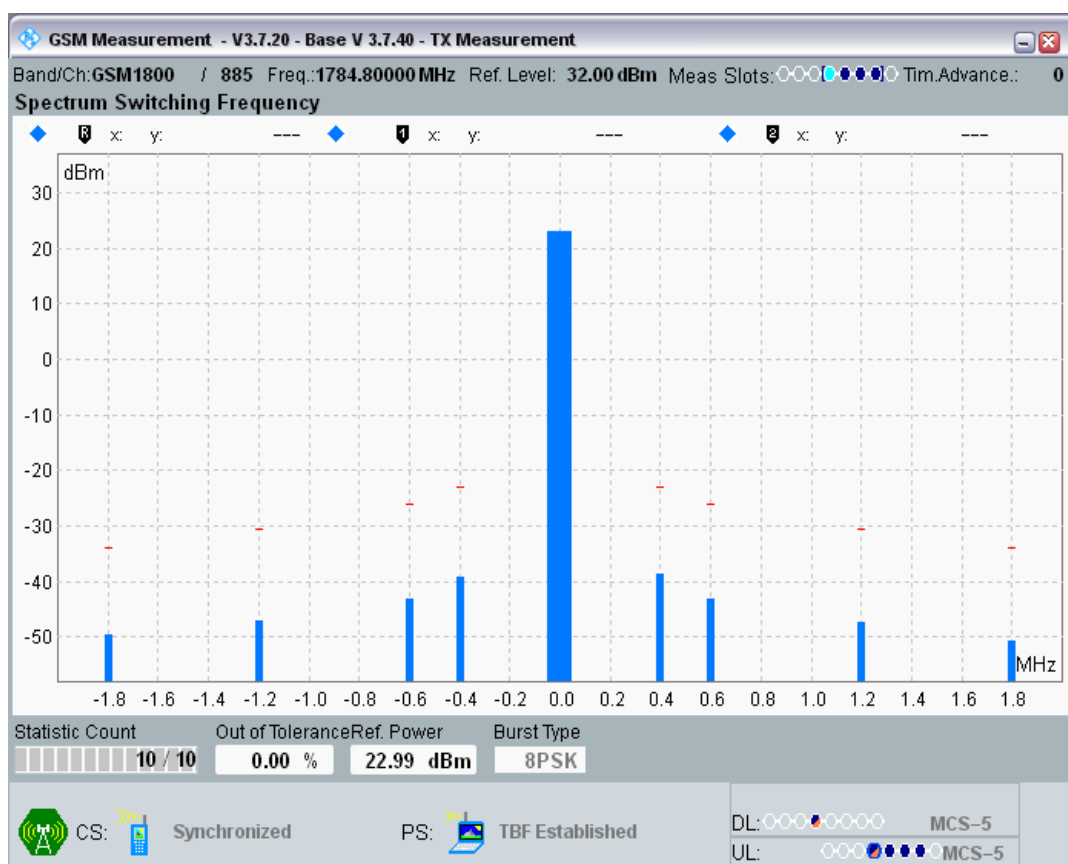 GSM Measurement - V3.7.20 - Base V 3.7.40 - TX Measurement
Band/Ch:GSM1800 / 885 Freq.:1784.80000 MHz Ref. Level: 32.00 dBm Meas Slots: Tim.Advance.: 0
Spectrum Switching Frequency
R x: y: --- 1 x: y: --- 2 x: y: ---
dBm
30
20
10
0
-10
-20
-30
-40
-50
MHz
-1.8 -1.6 -1.4 -1.2 -1.0 -0.8 -0.6 -0.4 -0.2 0.0 0.2 0.4 0.6 0.8 1.0 1.2 1.4 1.6 1.8
Statistic Count Out of Tolerance Ref. Power Burst Type
10 / 10 0.00 % 22.99 dBm 8PSK
CS: Synchronized PS: TBF Established DL: MCS-5
UL: MCS-5